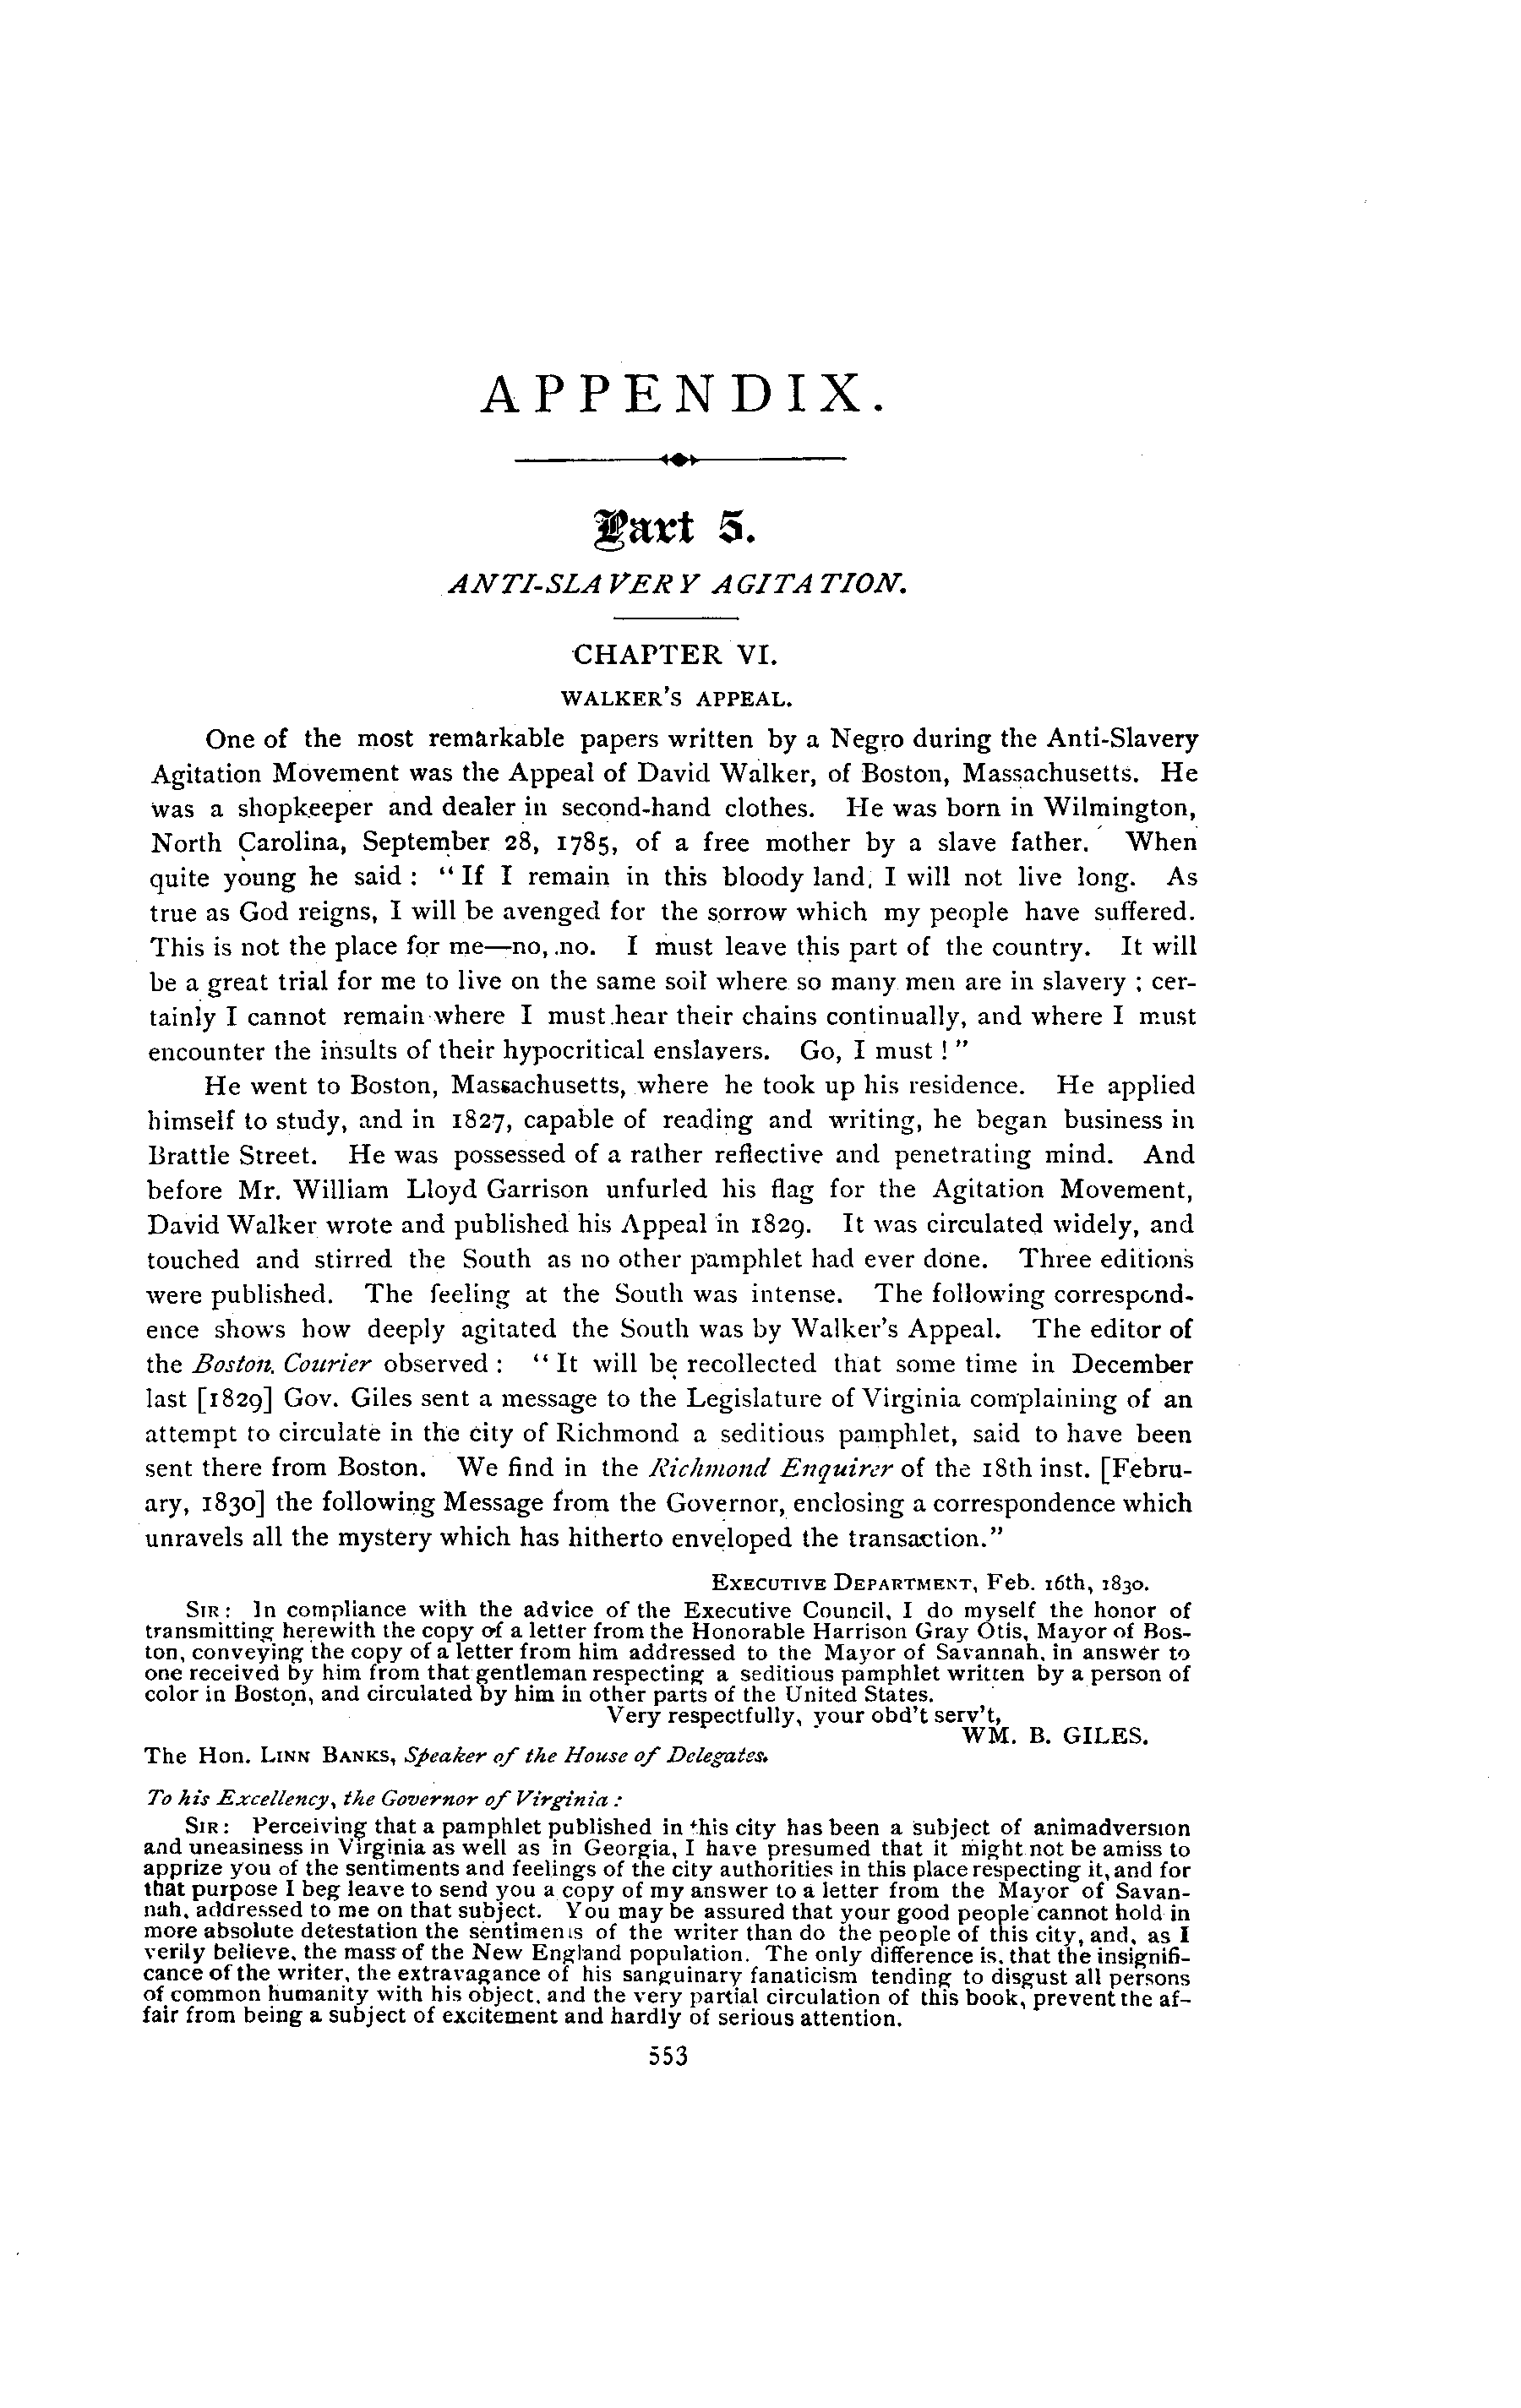 APPENDIX.
Part 5.
ANTI-SLAVERY AGITATION.
CHAPTER VI.
WALKER'S APPEAL.
One of the most remarkable papers written by a Negro during the Anti-Slavery
Agitation Movement was the Appeal of David Walker, of Boston, Massachusetts. He
was a shopkeeper and dealer in second-hand clothes. He was born in Wilmington,
North Carolina, September 28, 1785, of a free mother by a slave father. When
quite young he said : "If I remain in this bloody land, I will not live long. As
true as God reigns, I will be avenged for the sorrow which my people have suffered.
This is not the place for me—no, no. I must leave this part of the country. It will
be a great trial for me to live on the same soil where so many men are in slavery ; cer-
tainly I cannot remain where I must hear their chains continually, and where I must
encounter the insults of their hypocritical enslavers. Go, I must ! "
He went to Boston, Massachusetts, where he took up his residence. He applied
himself to study, and in 1827, capable of reading and writing, he began business in
Brattle Street. He was possessed of a rather reflective and penetrating mind. And
before Mr. William Lloyd Garrison unfurled his flag for the Agitation Movement,
David Walker wrote and published his Appeal in 1829. It was circulated widely, and
touched and stirred the South as no other pamphlet had ever done. Three editions
were published. The feeling at the South was intense. The following correspond-
ence shows how deeply agitated the South was by Walker's Appeal. The editor of
the Boston Courier observed : "It will be recollected that some time in December
last [1829] Gov. Giles sent a message to the Legislature of Virginia complaining of an
attempt to circulate in the city of Richmond a seditious pamphlet, said to have been
sent there from Boston. We find in the Richmond Enquirer of the 18th inst. [Febru-
ary, 1830] the following Message from the Governor, enclosing a correspondence which
unravels all the mystery which has hitherto enveloped the transaction."
EXECUTIVE DEPARTMENT, Feb. 16th, 1830.
SIR : In compliance with the advice of the Executive Council, I do myself the honor of
transmitting herewith the copy of a letter from the Honorable Harrison Gray Otis, Mayor of Bos-
ton, conveying the copy of a letter from him addressed to the Mayor of Savannah, in answer to
one received by him from that gentleman respecting a seditious pamphlet written by a person of
color in Boston, and circulated by him in other parts of the United States.
Very respectfully, your obd't serv't,
WM. B. GILES.
The Hon. LINN BANKS, Speaker of the House of Delegates.
To his Excellency, the Governor of Virginia :
SIR : Perceiving that a pamphlet published in this city has been a subject of animadversion
and uneasiness in Virginia as well as in Georgia, I have presumed that it might not be amiss to
apprize you of the sentiments and feelings of the city authorities in this place respecting it, and for
that purpose I beg leave to send you a copy of my answer to a letter from the Mayor of Savan-
nah, addressed to me on that subject. You may be assured that your good people cannot hold in
more absolute detestation the sentiments of the writer than do the people of this city, and, as I
verily believe, the mass of the New England population. The only difference is, that the insignifi-
cance of the writer, the extravagance of his sanguinary fanaticism tending to disgust all persons
of common humanity with his object, and the very partial circulation of this book, prevent the af-
fair from being a subject of excitement and hardly of serious attention.
553